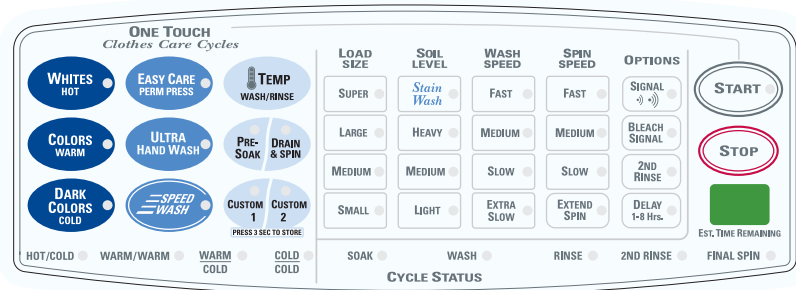 ONE TOUCH
Clothes Care Cycles
WHITES
HOT
EASY CARE
PERM PRESS
TEMP
WASH/RINSE
COLORS
WARM
ULTRA
HAND WASH
PRE-
SOAK
DRAIN
& SPIN
DARK
COLORS
COLD
SPEED
WASH
CUSTOM
1
CUSTOM
2
PRESS 3 SEC TO STORE
LOAD
SIZE
SOIL
LEVEL
WASH
SPEED
SPIN
SPEED
OPTIONS
SUPER
Stain
Wash
FAST
FAST
SIGNAL
LARGE
HEAVY
MEDIUM
MEDIUM
BLEACH
SIGNAL
MEDIUM
MEDIUM
SLOW
SLOW
2ND
RINSE
SMALL
LIGHT
EXTRA
SLOW
EXTEND
SPIN
DELAY
1-8 Hrs.
START
STOP
EST. TIME REMAINING
HOT/COLD
WARM/WARM
WARM
COLD
COLD
COLD
SOAK
WASH
RINSE
2ND RINSE
FINAL SPIN
CYCLE STATUS